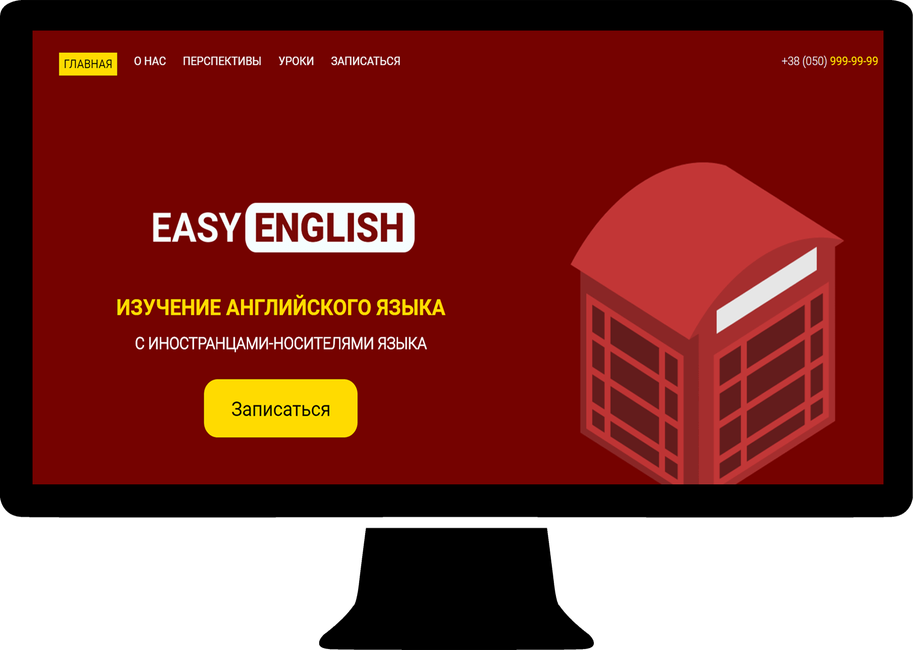 ГЛАВНАЯ О НАС ПЕРСПЕКТИВЫ УРОКИ ЗАПИСАТЬСЯ +38 (050) 999-99-99
EASY ENGLISH
ИЗУЧЕНИЕ АНГЛИЙСКОГО ЯЗЫКА
С ИНОСТРАНЦАМИ-НОСИТЕЛЯМИ ЯЗЫКА
Записаться